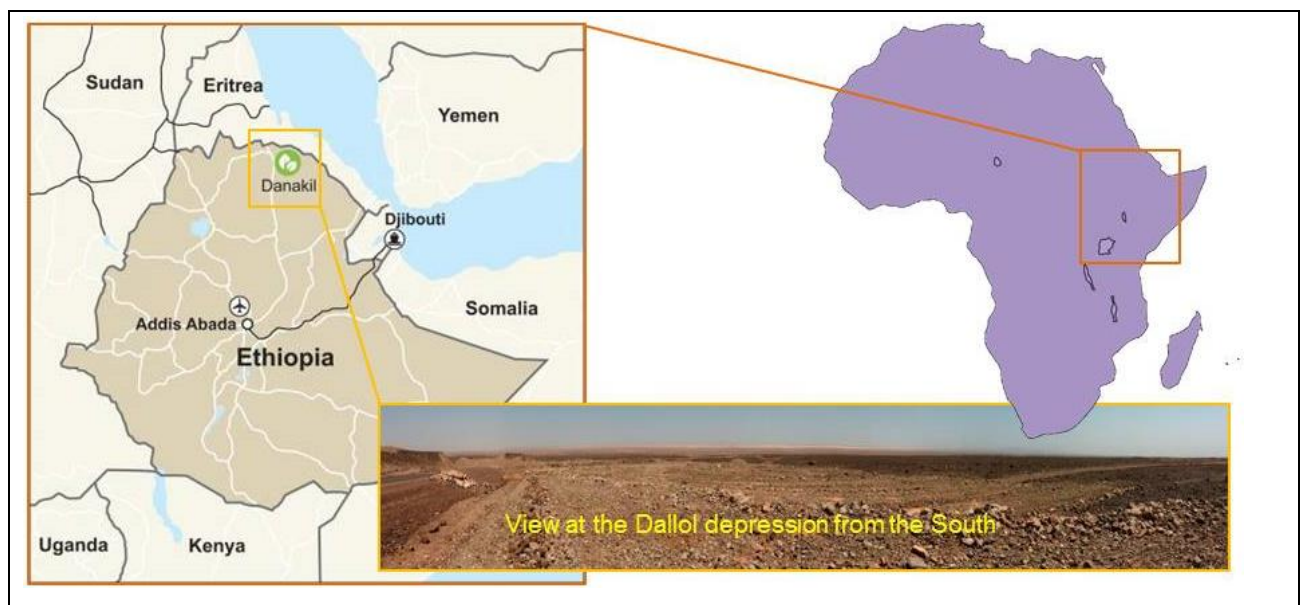 Sudan
Eritrea
Yemen
Danakil
Djibouti
Somalia
Addis Abada
Ethiopia
View at the Dallol depression from the South
Uganda
Kenya